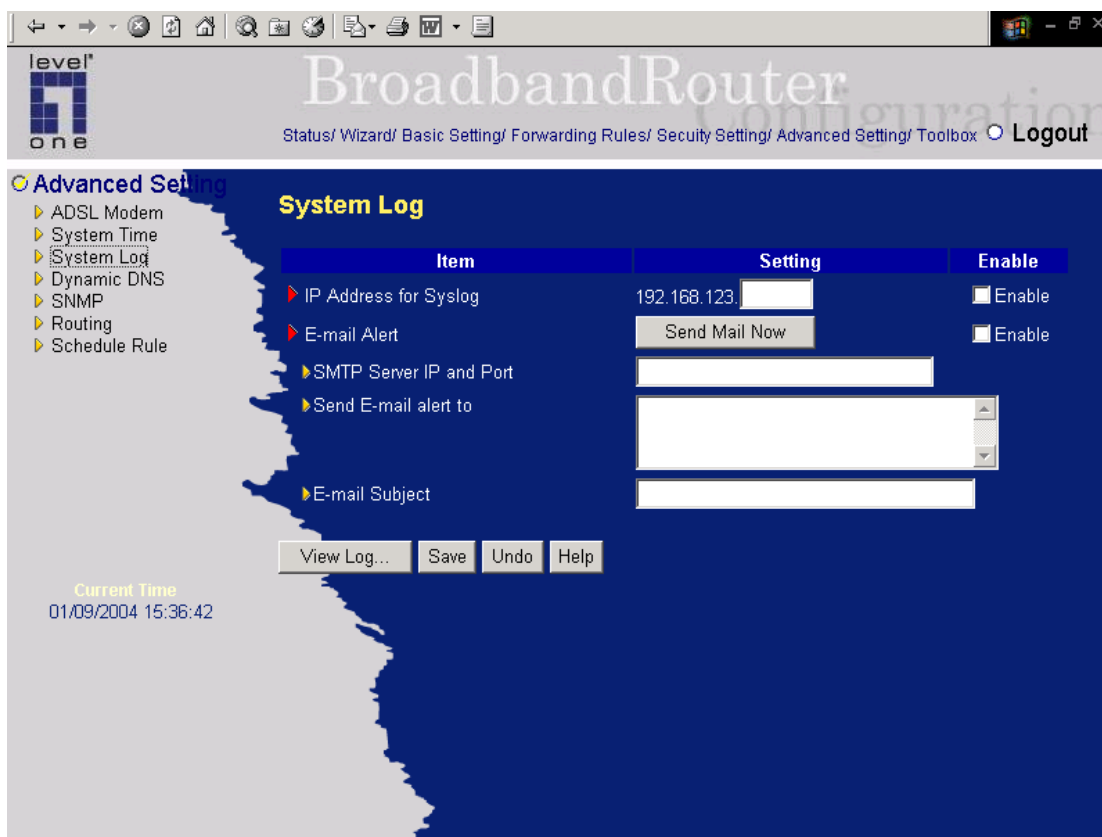 level
one
BroadbandRouter
Configuration
Status/ Wizard/ Basic Setting/ Forwarding Rules/ Secuity Setting/ Advanced Setting/ Toolbox Logout
Advanced Setting
ADSL Modem
System Time
System Log
Dynamic DNS
SNMP
Routing
Schedule Rule
Current Time
01/09/2004 15:36:42
System Log
Item Setting Enable
IP Address for Syslog 192.168.123. Enable
E-mail Alert Send Mail Now Enable
SMTP Server IP and Port
Send E-mail alert to
E-mail Subject
View Log... Save Undo Help